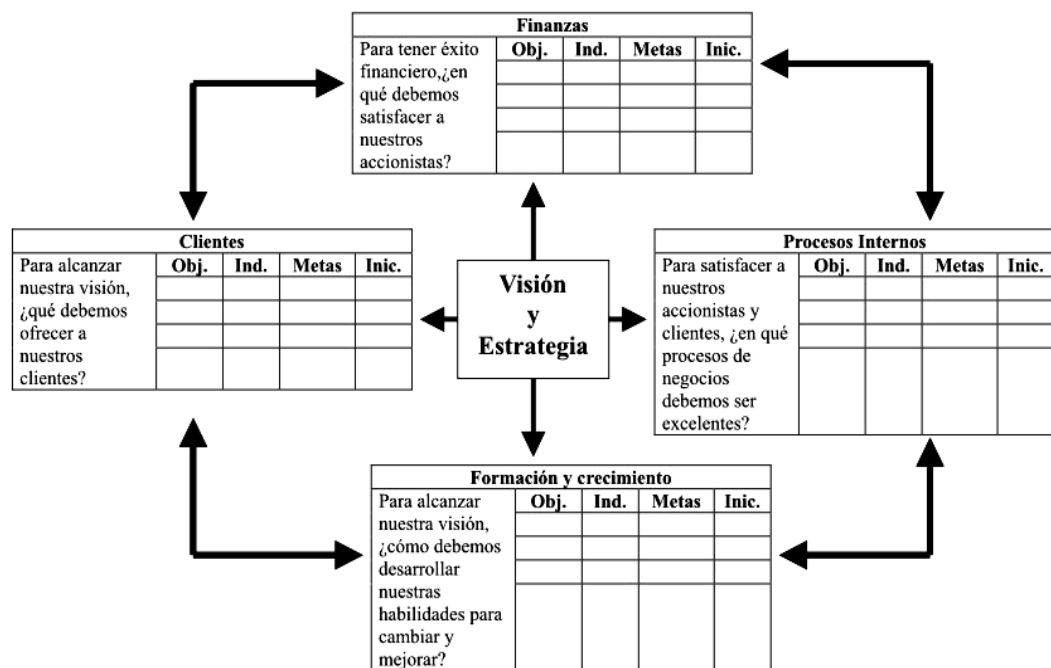 Finanzas
Para tener éxito
financiero,¿en
qué debemos
satisfacer a
nuestros
accionistas?
Obj. Ind. Metas Inic.
Clientes
Para alcanzar
nuestra visión,
¿qué debemos
ofrecer a
nuestros
clientes?
Obj. Ind. Metas Inic.
Visión
y
Estrategia
Procesos Internos
Para satisfacer a
nuestros
accionistas y
clientes, ¿en qué
procesos de
negocios
debemos ser
excelentes?
Obj. Ind. Metas Inic.
Formación y crecimiento
Para alcanzar
nuestra visión,
¿cómo debemos
desarrollar
nuestras
habilidades para
cambiar y
mejorar?
Obj. Ind. Metas Inic.